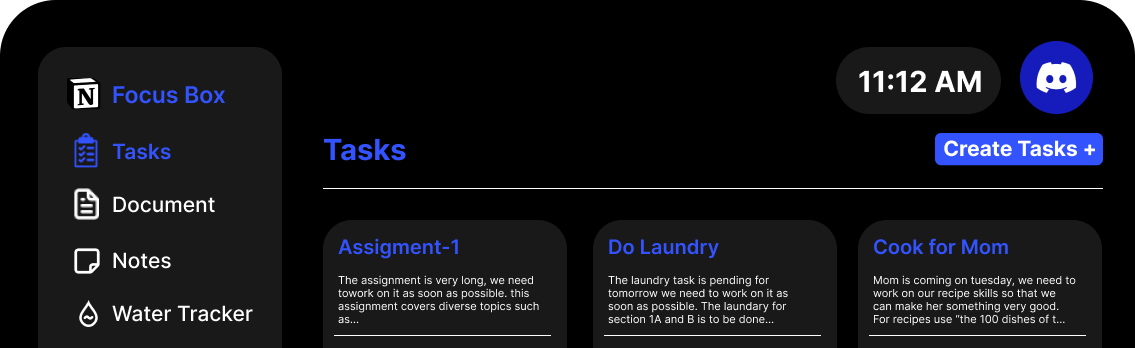 Focus Box
Tasks
Document
Notes
Water Tracker
11:12 AM
Tasks
Create Tasks +
Assigment-1
The assignment is very long, we need
towork on it as soon as possible. this
assignment covers diverse topics such
as...
Do Laundry
The laundry task is pending for
tomorrow we need to work on it as
soon as possible. The laundary for
section 1A and B is to be done...
Cook for Mom
Mom is coming on tuesday, we need to
work on our recipe skills so that we
can make her something very good.
For recipes use “the 100 dishes of t...